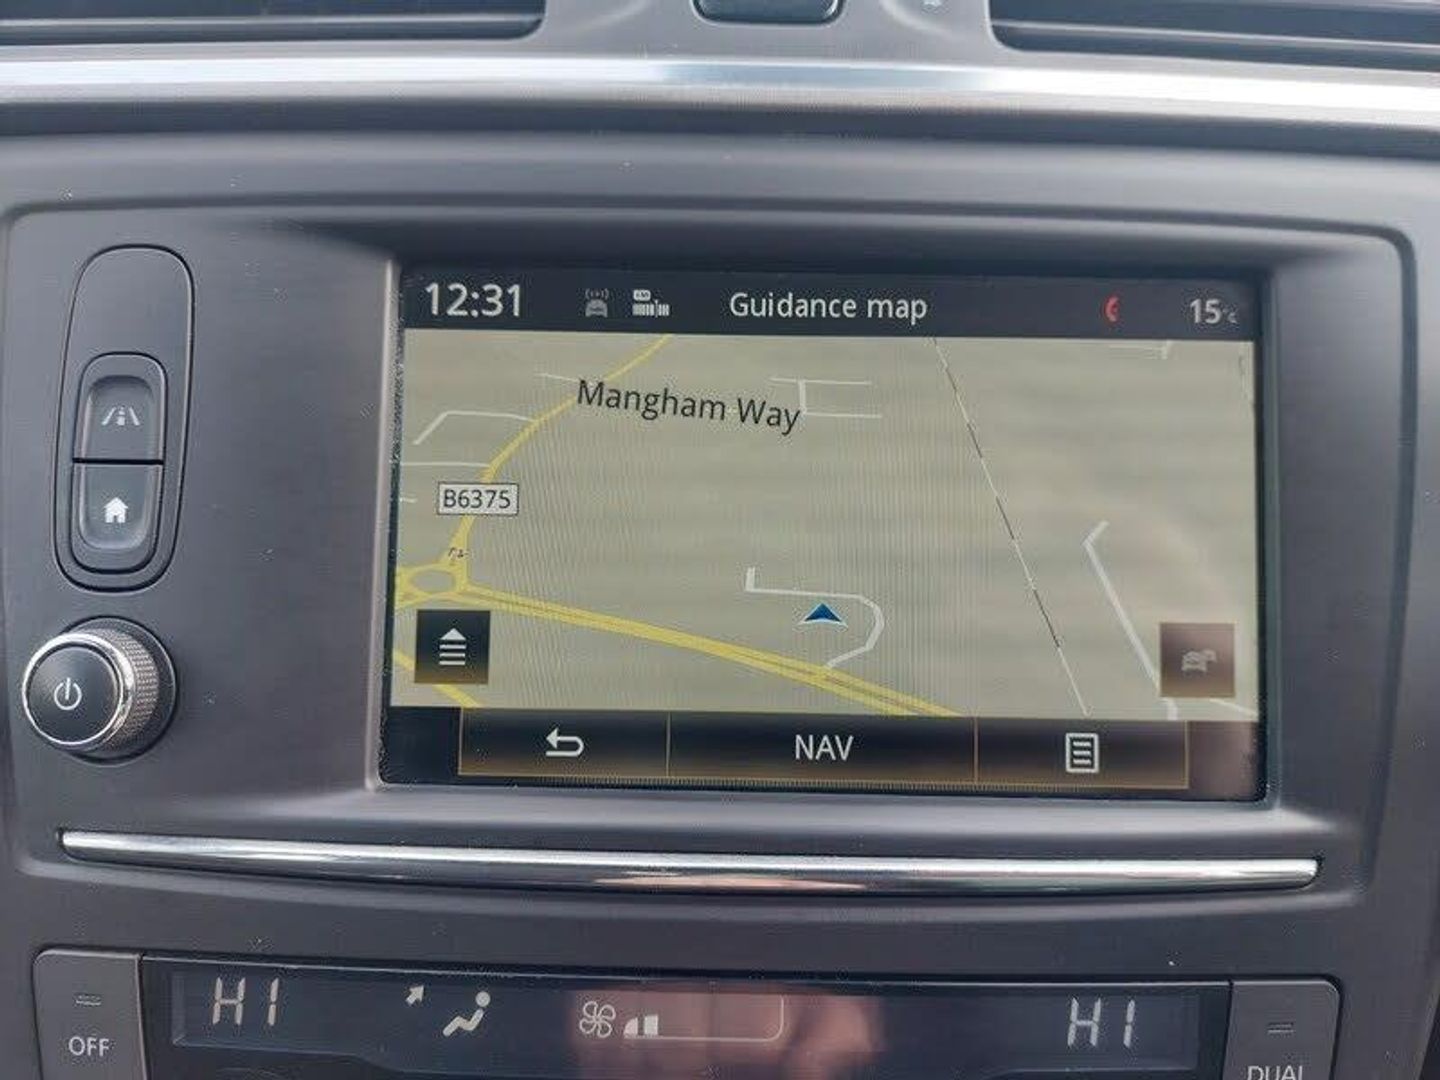 12:31 Guidance map 15°C
Mangham Way
B6375
NAV
HI HI
OFF
DUAL